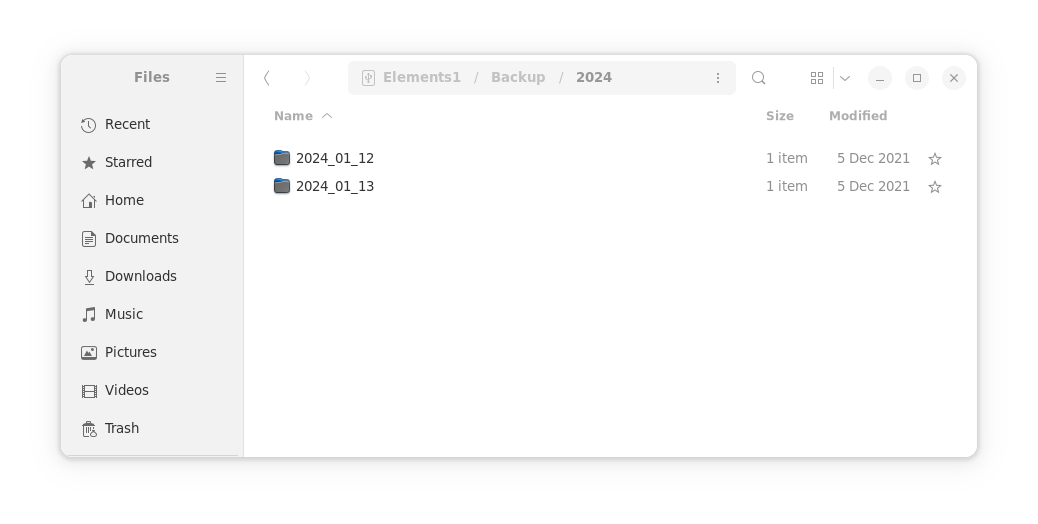 Files
Elements1 / Backup / 2024
Recent
Starred
Home
Documents
Downloads
Music
Pictures
Videos
Trash
Name Size Modified
2024_01_12 1 item 5 Dec 2021
2024_01_13 1 item 5 Dec 2021